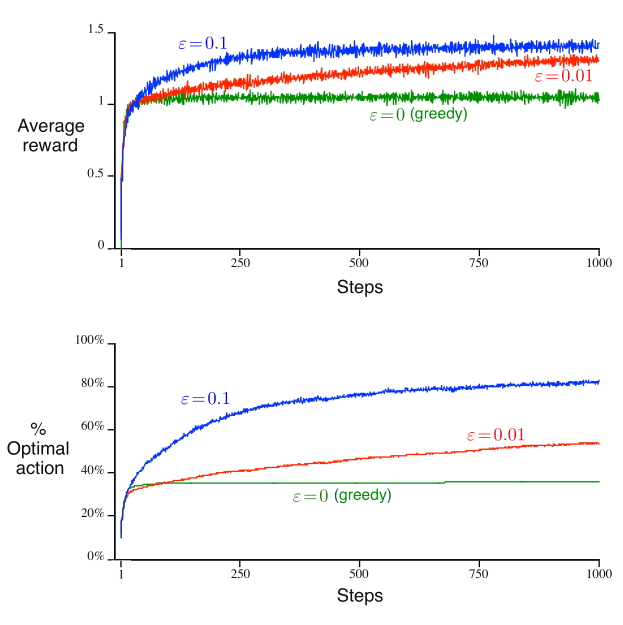 1.5
ε=0.1
1
ε=0.01
Average
reward
ε=0 (greedy)
0.5
0
1 250 500 750 1000
Steps
100%
80%
ε=0.1
60%
%
Optimal
action
ε=0.01
40%
ε=0 (greedy)
20%
0%
1 250 500 750 1000
Steps